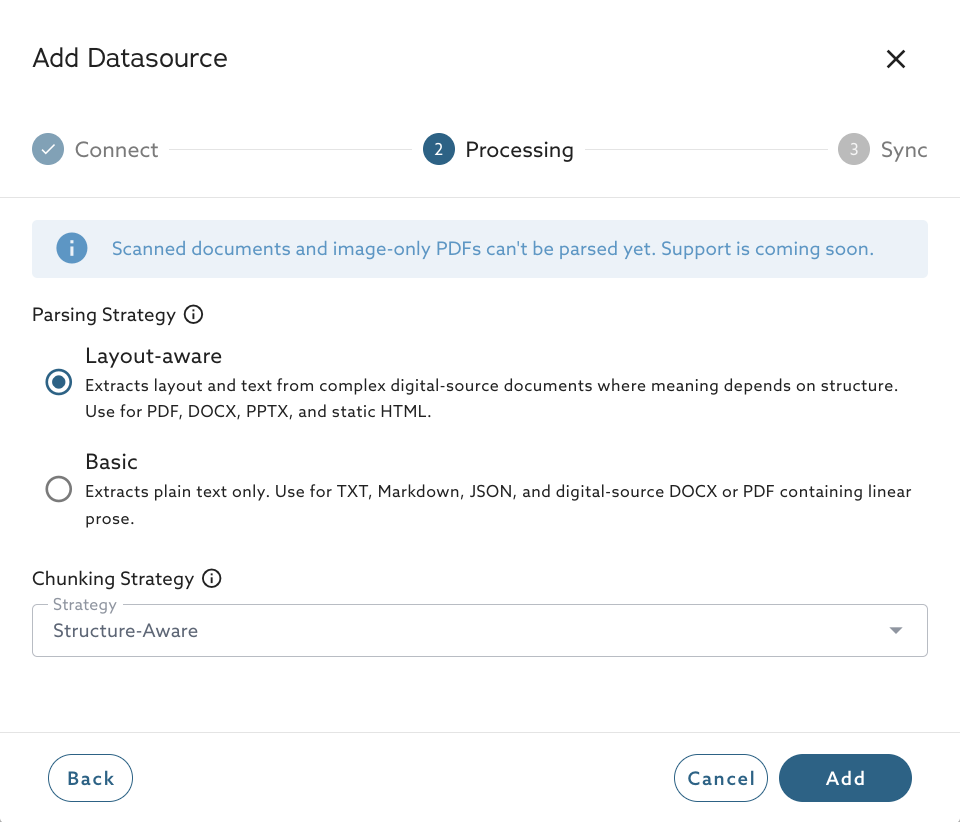 Add Datasource
Connect
2
Processing
3
Sync
Scanned documents and image-only PDFs can't be parsed yet. Support is coming soon.
Parsing Strategy
Layout-aware
Extracts layout and text from complex digital-source documents where meaning depends on structure.
Use for PDF, DOCX, PPTX, and static HTML.
Basic
Extracts plain text only. Use for TXT, Markdown, JSON, and digital-source DOCX or PDF containing linear
prose.
Chunking Strategy
Strategy
Structure-Aware
Back
Cancel
Add